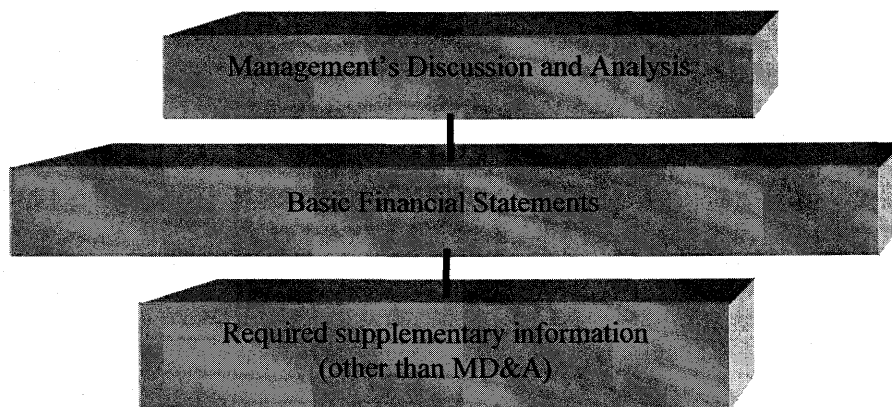 Management's Discussion and Analysis
Basic Financial Statements
Required supplementary information
(other than MD&A)